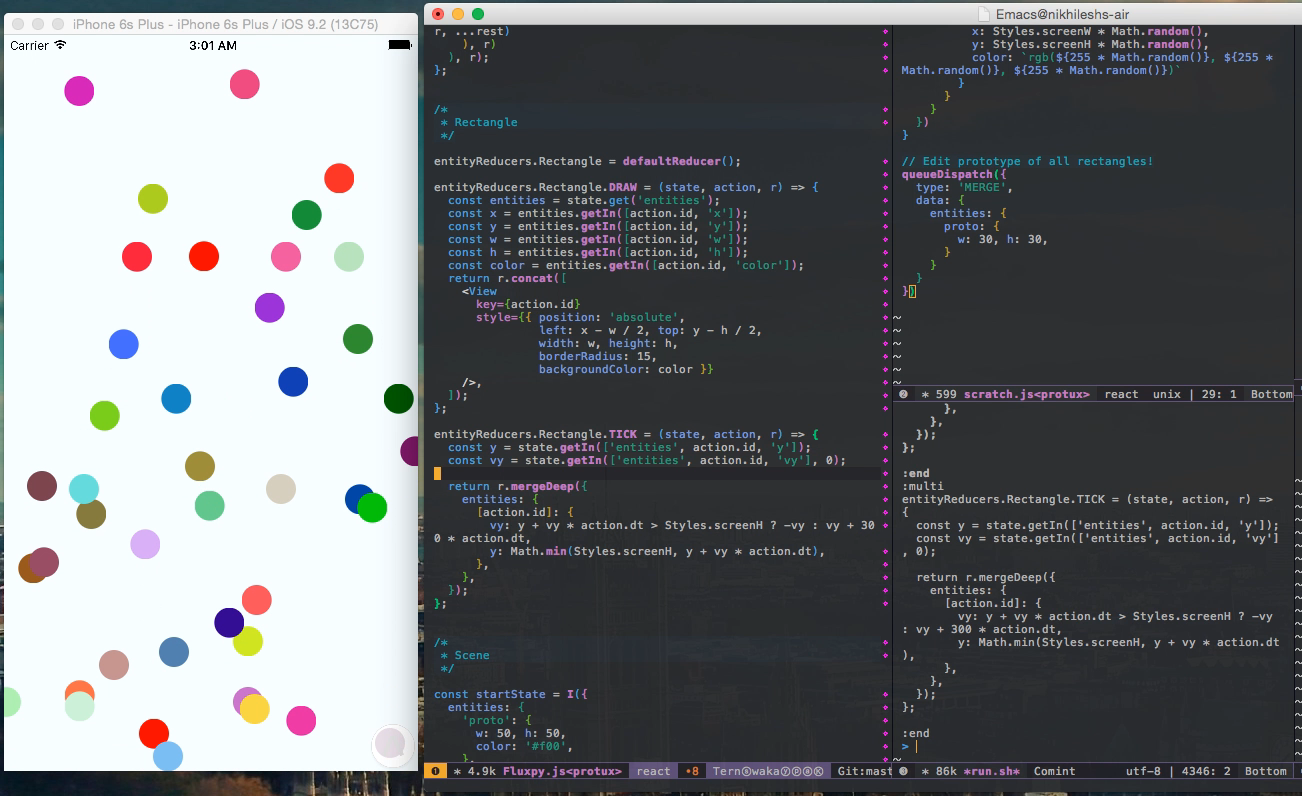 iPhone 6s Plus - iPhone 6s Plus / iOS 9.2 (13C75)
Carrier
3:01 AM
Emacs@nikhileshs-air
r, ...rest)
), r)
), r);
};
/*
* Rectangle
*/
entityReducers.Rectangle = defaultReducer();
entityReducers.Rectangle.DRAW = (state, action, r) => {
const entities = state.get('entities');
const x = entities.getIn([action.id, 'x']);
const y = entities.getIn([action.id, 'y']);
const w = entities.getIn([action.id, 'w']);
const h = entities.getIn([action.id, 'h']);
const color = entities.getIn([action.id, 'color']);
return r.concat([
<View
key={action.id}
style={{ position: 'absolute',
left: x - w / 2, top: y - h / 2,
width: w, height: h,
borderRadius: 15,
backgroundColor: color }}
/>,
]);
};
entityReducers.Rectangle.TICK = (state, action, r) => {
const y = state.getIn(['entities', action.id, 'y']);
const vy = state.getIn(['entities', action.id, 'vy'], 0);
return r.mergeDeep({
entities: {
[action.id]: {
vy: y + vy * action.dt > Styles.screenH ? -vy : vy + 30
0 * action.dt,
y: Math.min(Styles.screenH, y + vy * action.dt),
},
},
});
};
/*
* Scene
*/
const startState = I({
entities: {
'proto': {
w: 50, h: 50,
color: '#f00',
},
❶ * 4.9k Fluxpy.js<protux> react •8 Ternⓐwakaⓨⓟⓐⓚ Git:mast
x: Styles.screenW * Math.random(),
y: Styles.screenH * Math.random(),
color: `rgb(${255 * Math.random()}, ${255 *
Math.random()}, ${255 * Math.random()})`
}
}
}
})
}
// Edit prototype of all rectangles!
queueDispatch({
type: 'MERGE',
data: {
entities: {
proto: {
w: 30, h: 30,
}
}
}
})
~
~
~
~
~
~
❷ * 599 scratch.js<protux> react unix | 29: 1 Bottom
},
},
});
};
:end
:multi
entityReducers.Rectangle.TICK = (state, action, r) =>
{
const y = state.getIn(['entities', action.id, 'y']);
const vy = state.getIn(['entities', action.id, 'vy']
, 0);
return r.mergeDeep({
entities: {
[action.id]: {
vy: y + vy * action.dt > Styles.screenH ? -vy
: vy + 300 * action.dt,
y: Math.min(Styles.screenH, y + vy * action.dt
),
},
},
});
};
:end
>
❸ * 86k *run.sh* Comint utf-8 | 4346: 2 Bottom